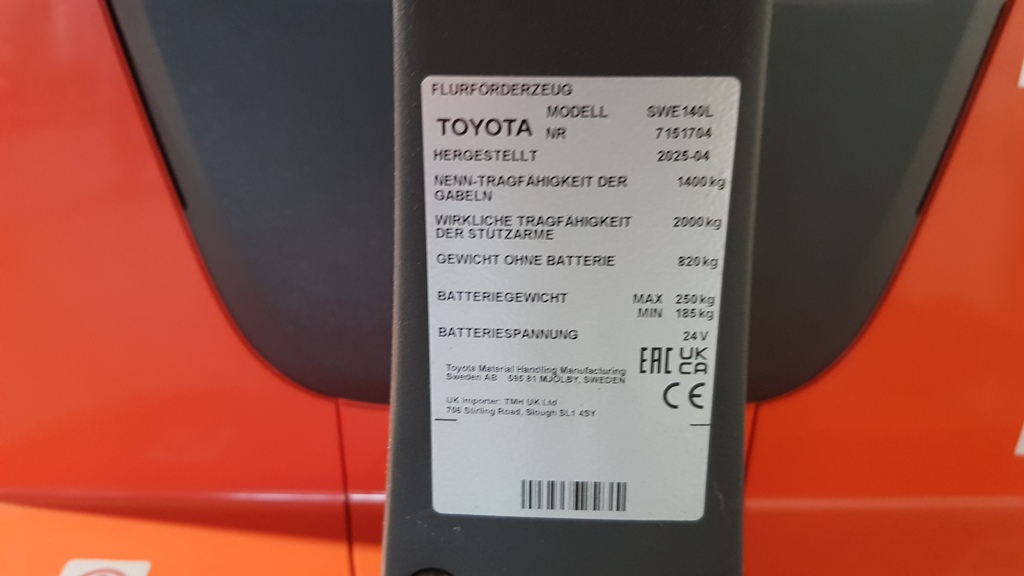 FLURFÖRDERZEUG
MODELL SWE140L
TOYOTA NR 7151704
HERGESTELLT 2025-04
NENN-TRAGFÄHIGKEIT DER 1400 kg
GABELN
WIRKLICHE TRAGFÄHIGKEIT 2000 kg
DER STÜTZARME
GEWICHT OHNE BATTERIE 820 kg
BATTERIEGEWICHT MAX 250 kg
MIN 185 kg
BATTERIESPANNUNG 24 V
EAC UK
CA
Toyota Material Handling Manufacturing
Sweden AB 595 81 MJÖLBY, SWEDEN
CE
UK Importer: TMH UK Ltd
706 Stirling Road, Slough SL1 4SY